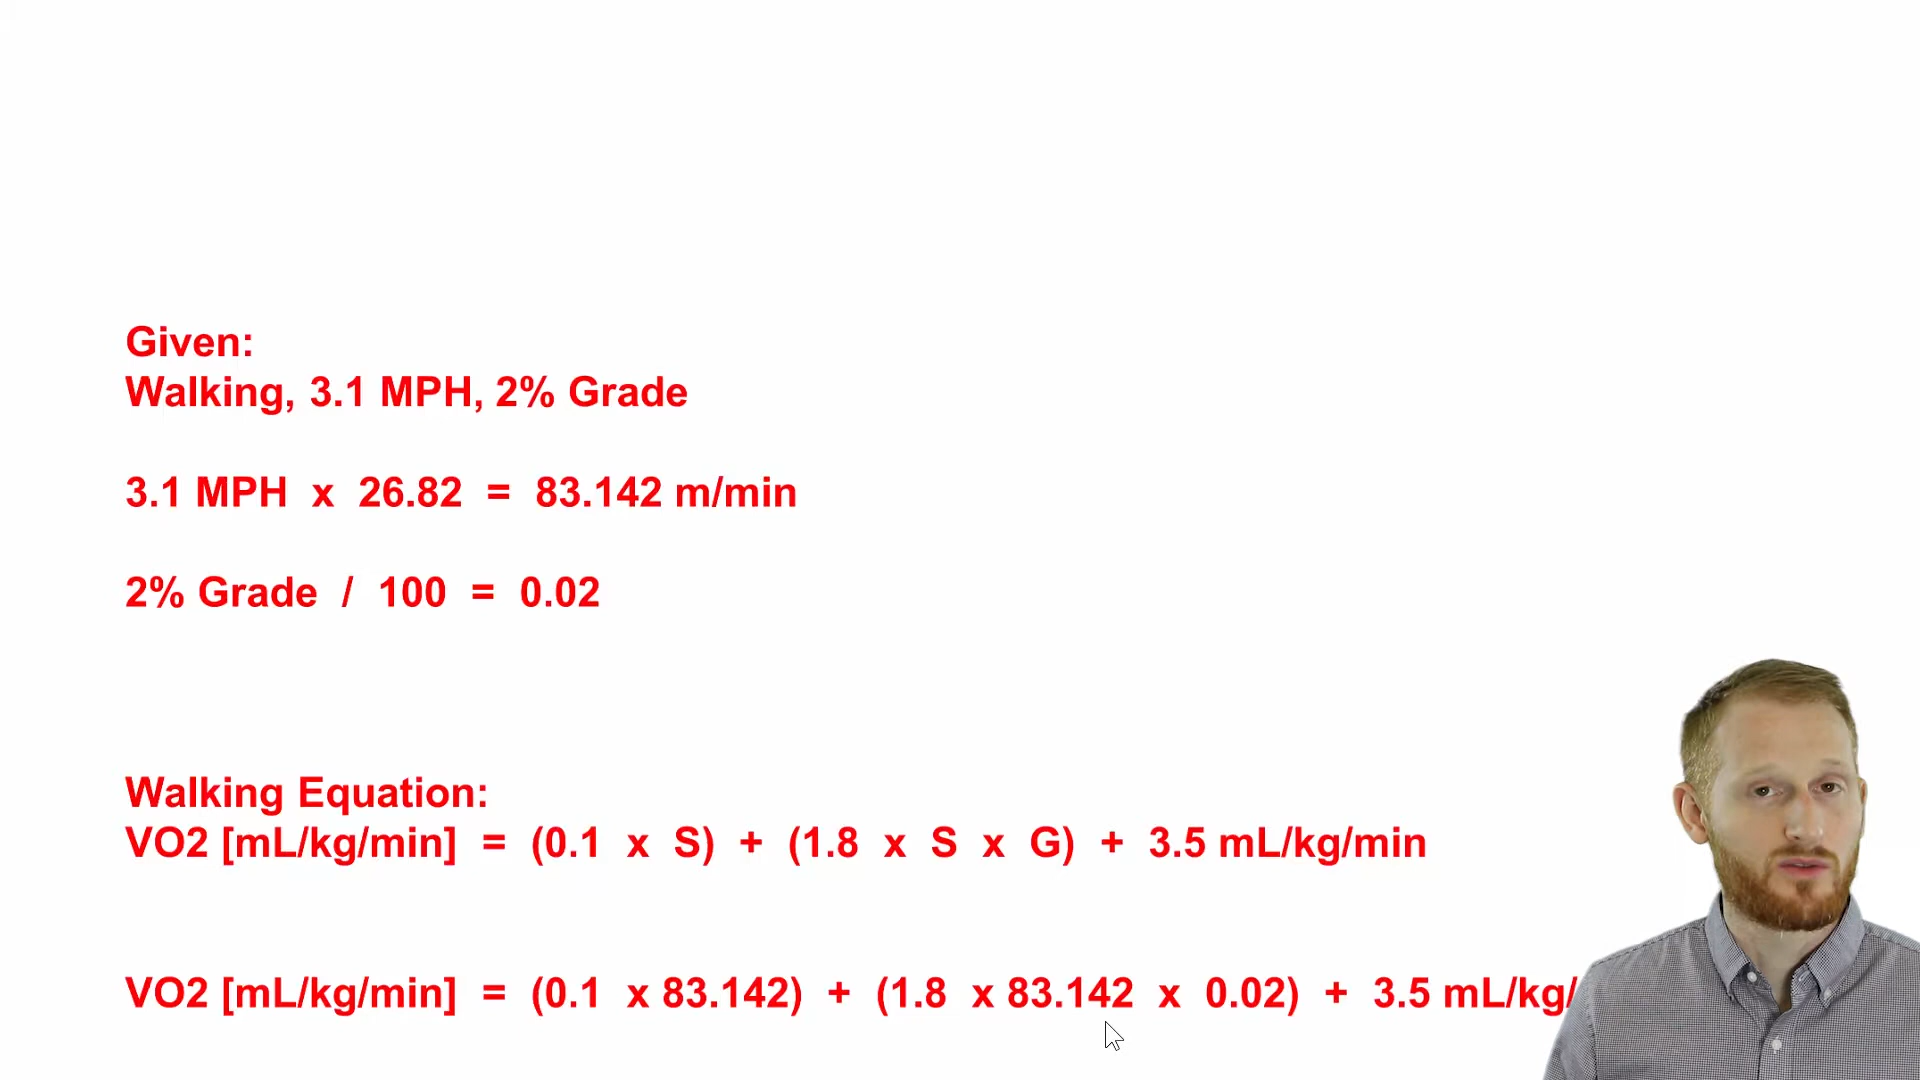 Given:
Walking, 3.1 MPH, 2% Grade
3.1 MPH x 26.82 = 83.142 m/min
2% Grade / 100 = 0.02
Walking Equation:
VO2 [mL/kg/min] = (0.1 x S) + (1.8 x S x G) + 3.5 mL/kg/min
VO2 [mL/kg/min] = (0.1 x 83.142) + (1.8 x 83.142 x 0.02) + 3.5 mL/kg/